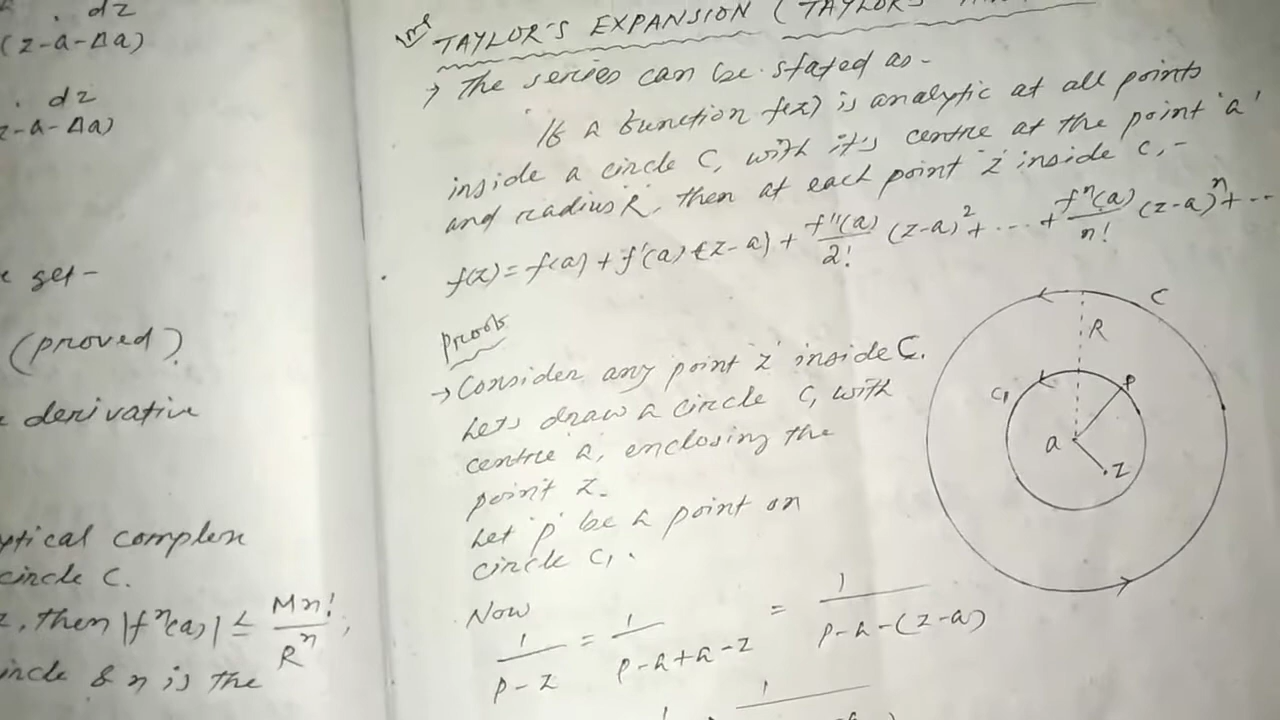 . dz
(z-a-Δa)
. dz
z-a-Δa)
get-
(proved)
derivative
complex
circle C.
, then |fⁿ(a)| ≤ Mn!/Rⁿ,
& n is the
Imp
TAYLOR'S EXPANSION (TAYLOR'S
→ The series can be stated as-
If a function f(z) is analytic at all points
inside a circle C, with it's centre at the point 'a'
and radius R, then at each point 'z' inside C,-
f(z) = f(a) + f'(a) (z-a) + f''(a)/2! (z-a)² + ... + fⁿ(a)/n! (z-a)ⁿ + ...
Proof
→ Consider any point 'z' inside C.
Lets draw a circle C₁ with
centre a, enclosing the
point z.
Let 'p' be a point on
circle C₁.
Now
1/(p-z) = 1/(p-a+a-z) = 1/(p-a-(z-a))
1
C
R
C₁
P
a
.z